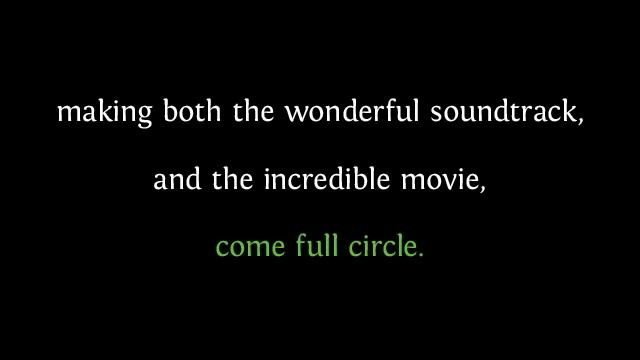 making both the wonderful soundtrack,
and the incredible movie,
come full circle.